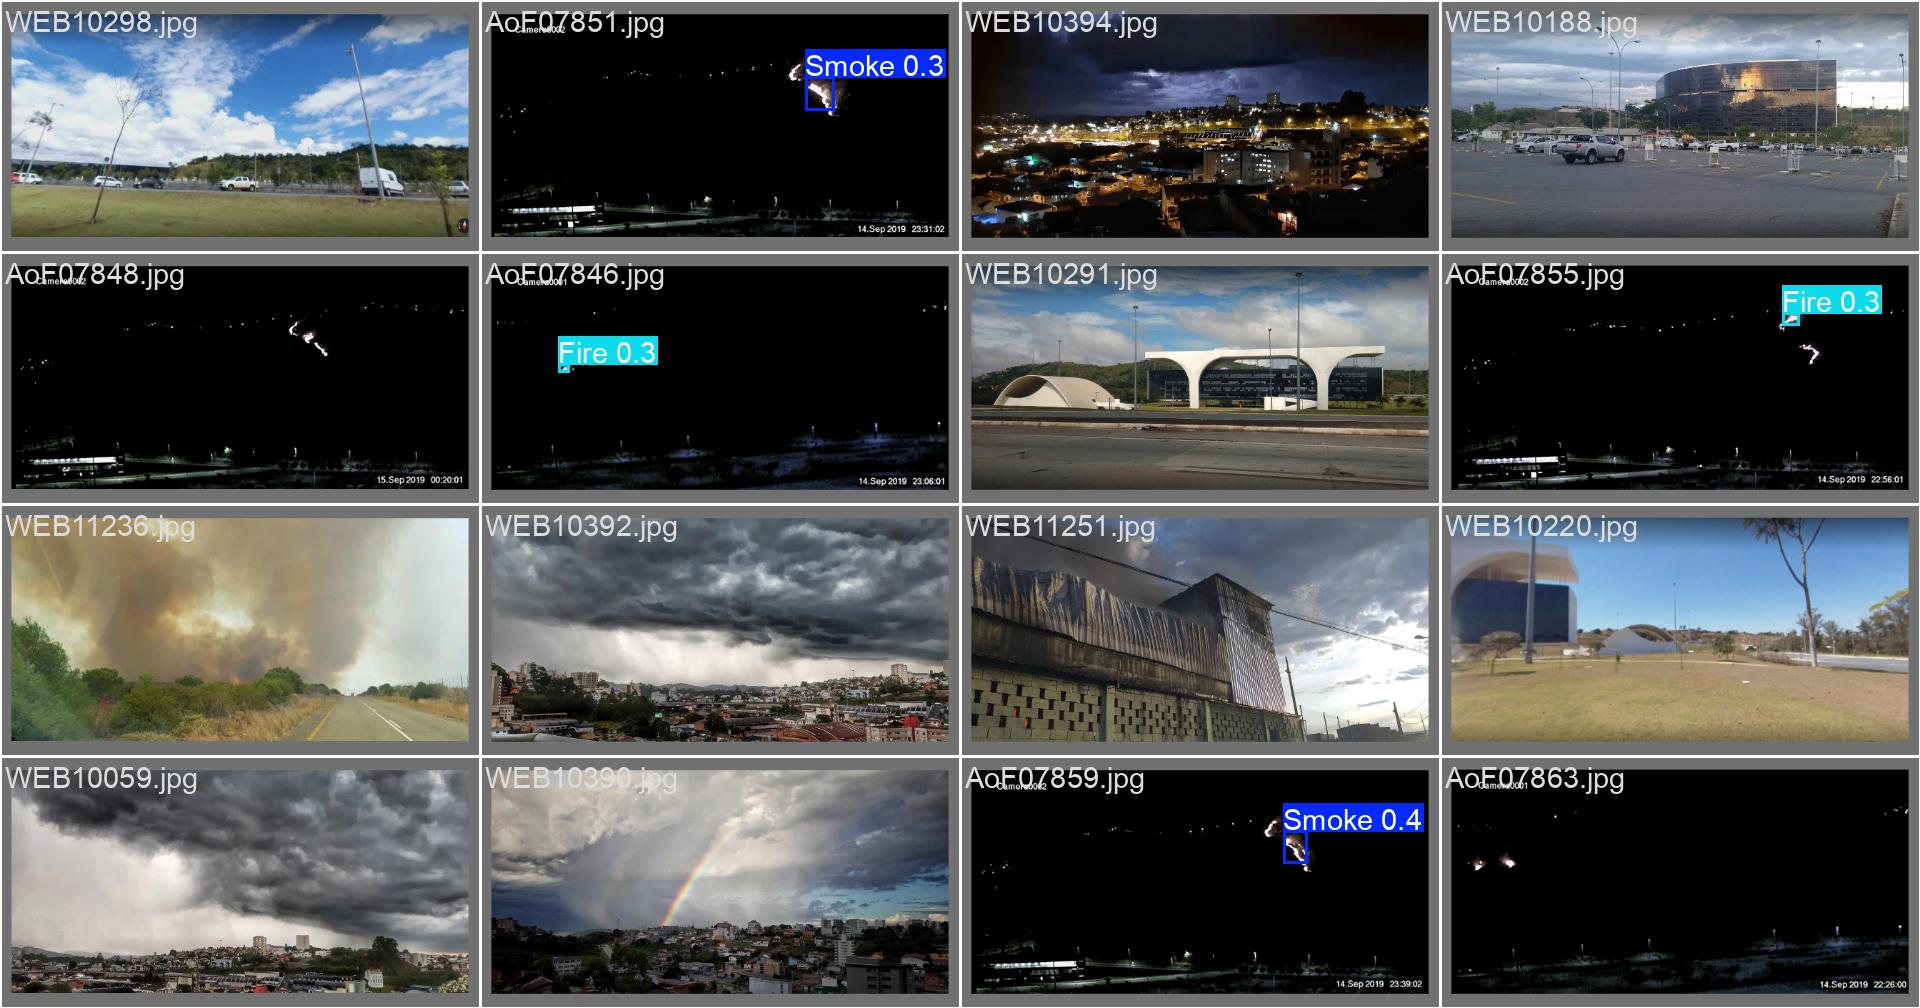 WEB10298.jpg
AoF07851.jpg
Camera0002
Smoke 0.3
14.Sep 2019 23:31:02
WEB10394.jpg
WEB10188.jpg
AoF07848.jpg
Camera0002
15.Sep 2019 00:20:01
AoF07846.jpg
Camera0001
Fire 0.3
14.Sep 2019 23:06:01
WEB10291.jpg
AoF07855.jpg
Camera0002
Fire 0.3
14.Sep 2019 22:56:01
WEB11236.jpg
WEB10392.jpg
WEB11251.jpg
WEB10220.jpg
WEB10059.jpg
WEB10390.jpg
AoF07859.jpg
Camera0002
Smoke 0.4
14.Sep 2019 23:39:02
AoF07863.jpg
Camera0001
14.Sep 2019 22:26:00